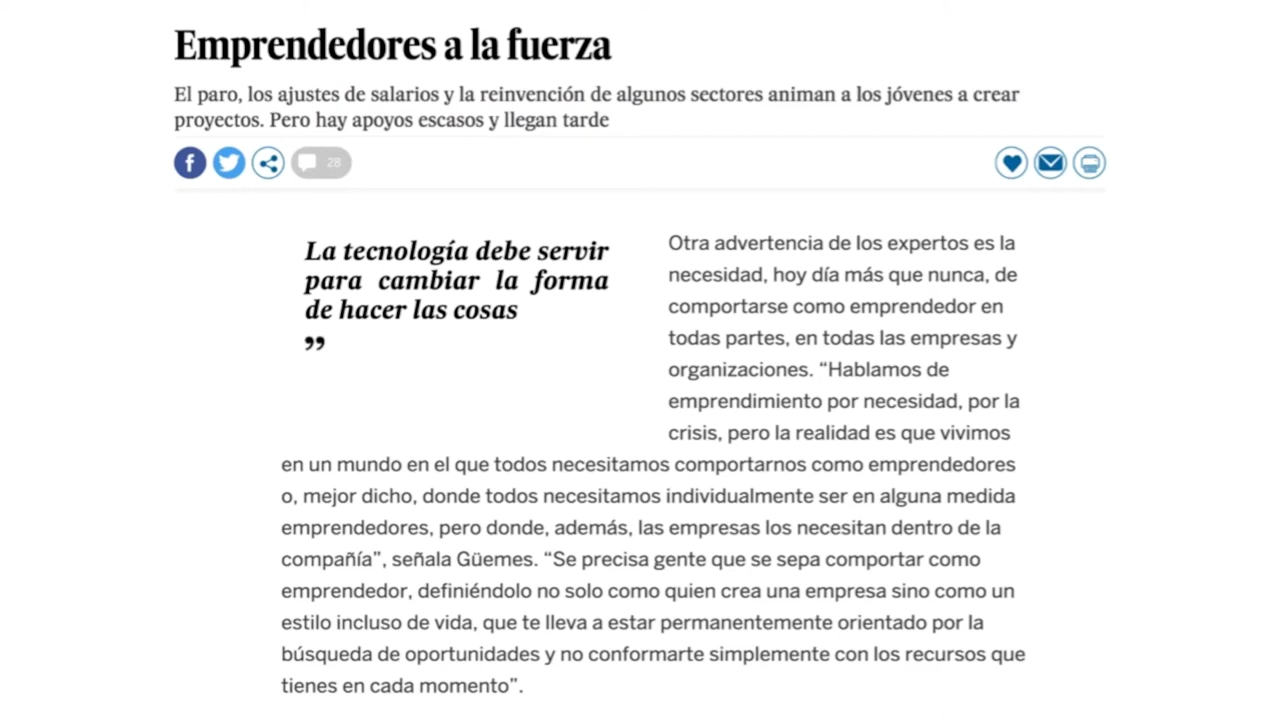 Emprendedores a la fuerza
El paro, los ajustes de salarios y la reinvención de algunos sectores animan a los jóvenes a crear
proyectos. Pero hay apoyos escasos y llegan tarde
f
28
La tecnología debe servir
para cambiar la forma
de hacer las cosas
”
Otra advertencia de los expertos es la
necesidad, hoy día más que nunca, de
comportarse como emprendedor en
todas partes, en todas las empresas y
organizaciones. “Hablamos de
emprendimiento por necesidad, por la
crisis, pero la realidad es que vivimos
en un mundo en el que todos necesitamos comportarnos como emprendedores
o, mejor dicho, donde todos necesitamos individualmente ser en alguna medida
emprendedores, pero donde, además, las empresas los necesitan dentro de la
compañía”, señala Güemes. “Se precisa gente que se sepa comportar como
emprendedor, definiéndolo no solo como quien crea una empresa sino como un
estilo incluso de vida, que te lleva a estar permanentemente orientado por la
búsqueda de oportunidades y no conformarte simplemente con los recursos que
tienes en cada momento”.